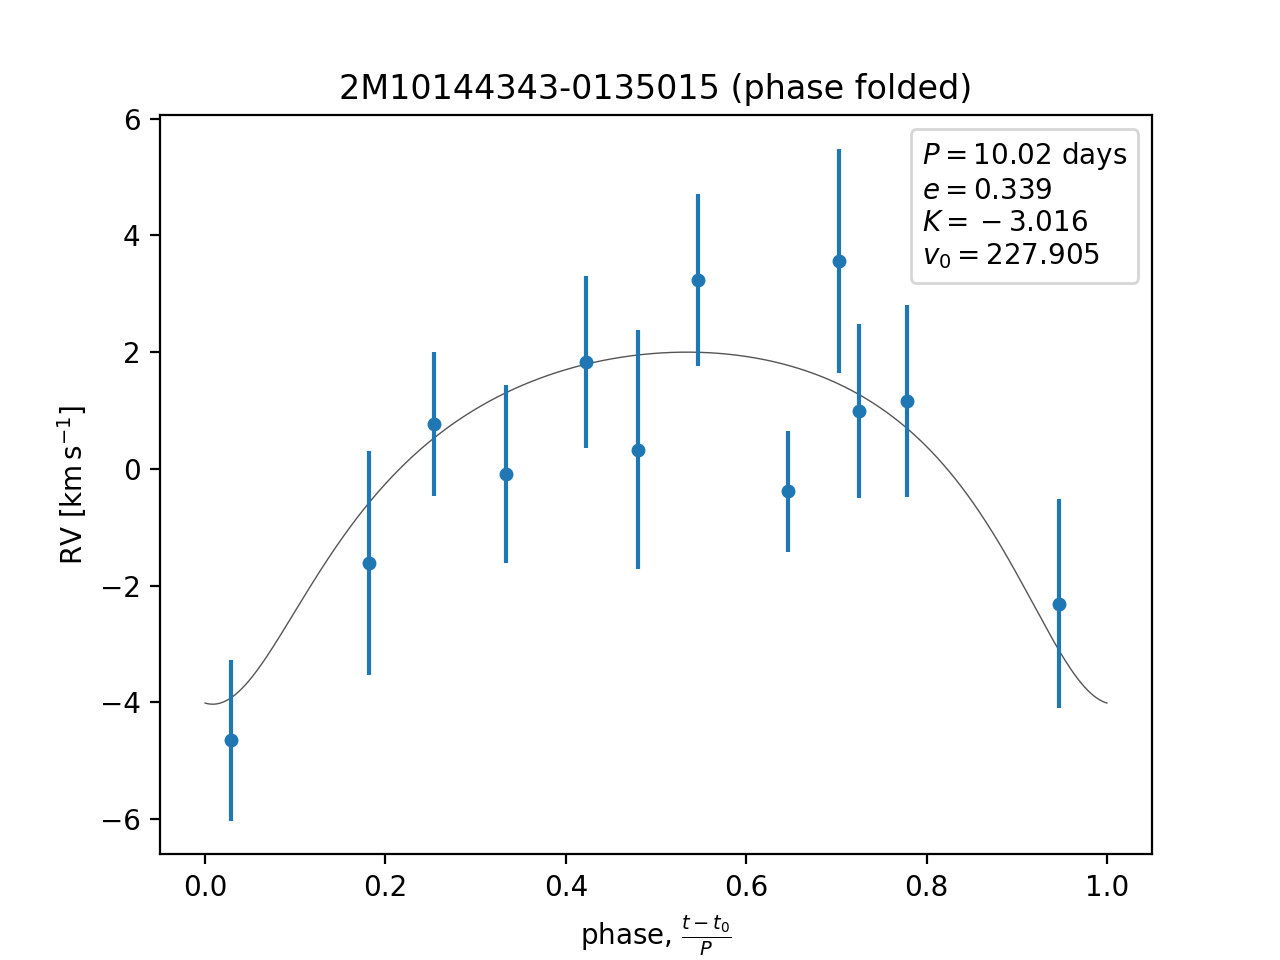 2M10144343-0135015 (phase folded)
P = 10.02 days
e = 0.339
K = −3.016
v₀ = 227.905
6
4
2
0
−2
−4
−6
RV [km s⁻¹]
0.0 0.2 0.4 0.6 0.8 1.0
phase, (t − t₀)/P